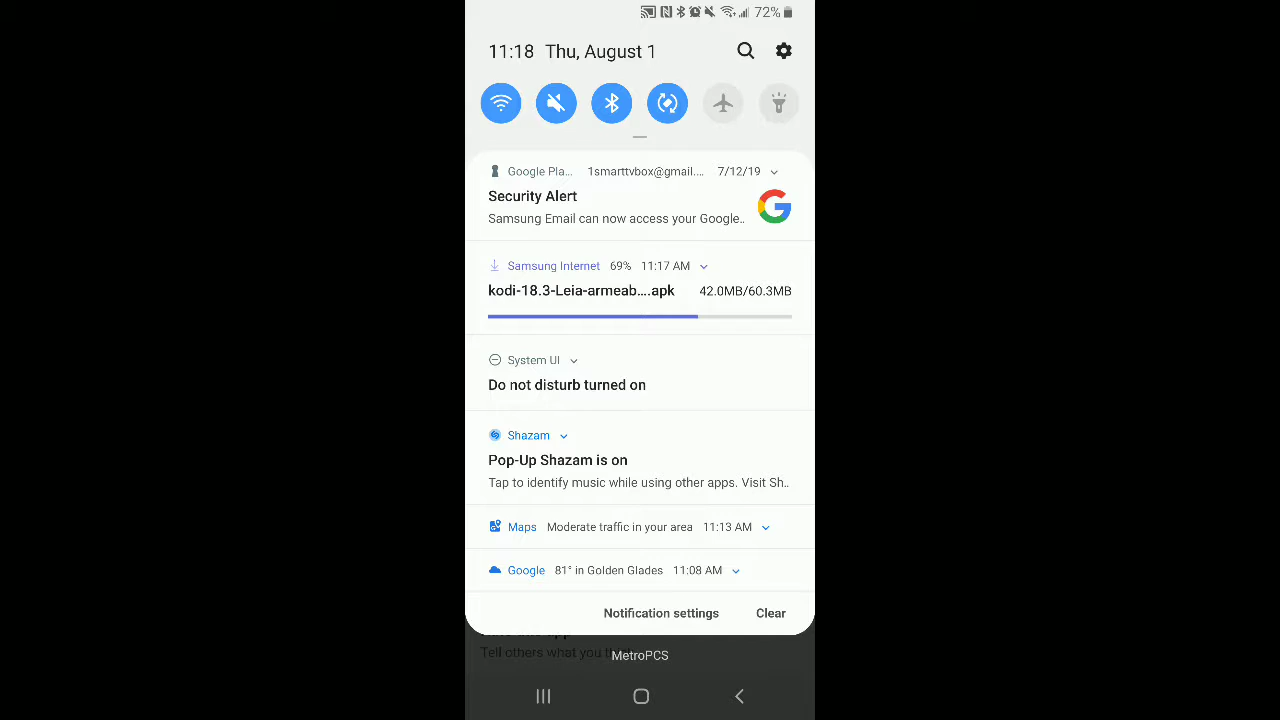 72%
11:18 Thu, August 1
Google Pla... 1smarttvbox@gmail.... 7/12/19
Security Alert
Samsung Email can now access your Google..
Samsung Internet 69% 11:17 AM
kodi-18.3-Leia-armeab....apk 42.0MB/60.3MB
System UI
Do not disturb turned on
Shazam
Pop-Up Shazam is on
Tap to identify music while using other apps. Visit Sh..
Maps Moderate traffic in your area 11:13 AM
Google 81° in Golden Glades 11:08 AM
Notification settings Clear
Tell others what you
MetroPCS